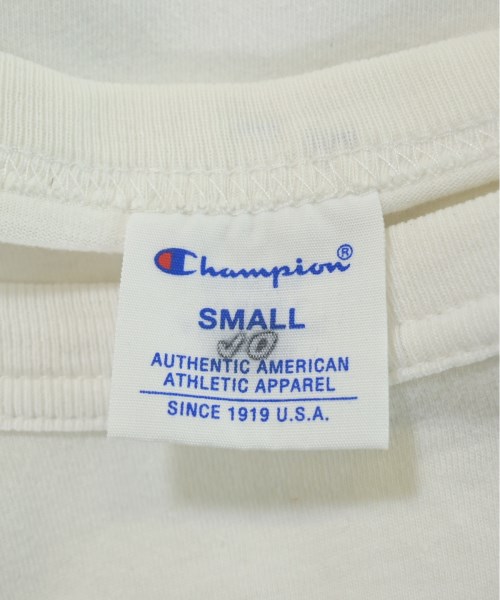 Champion®
SMALL
AUTHENTIC AMERICAN
ATHLETIC APPAREL
SINCE 1919 U.S.A.